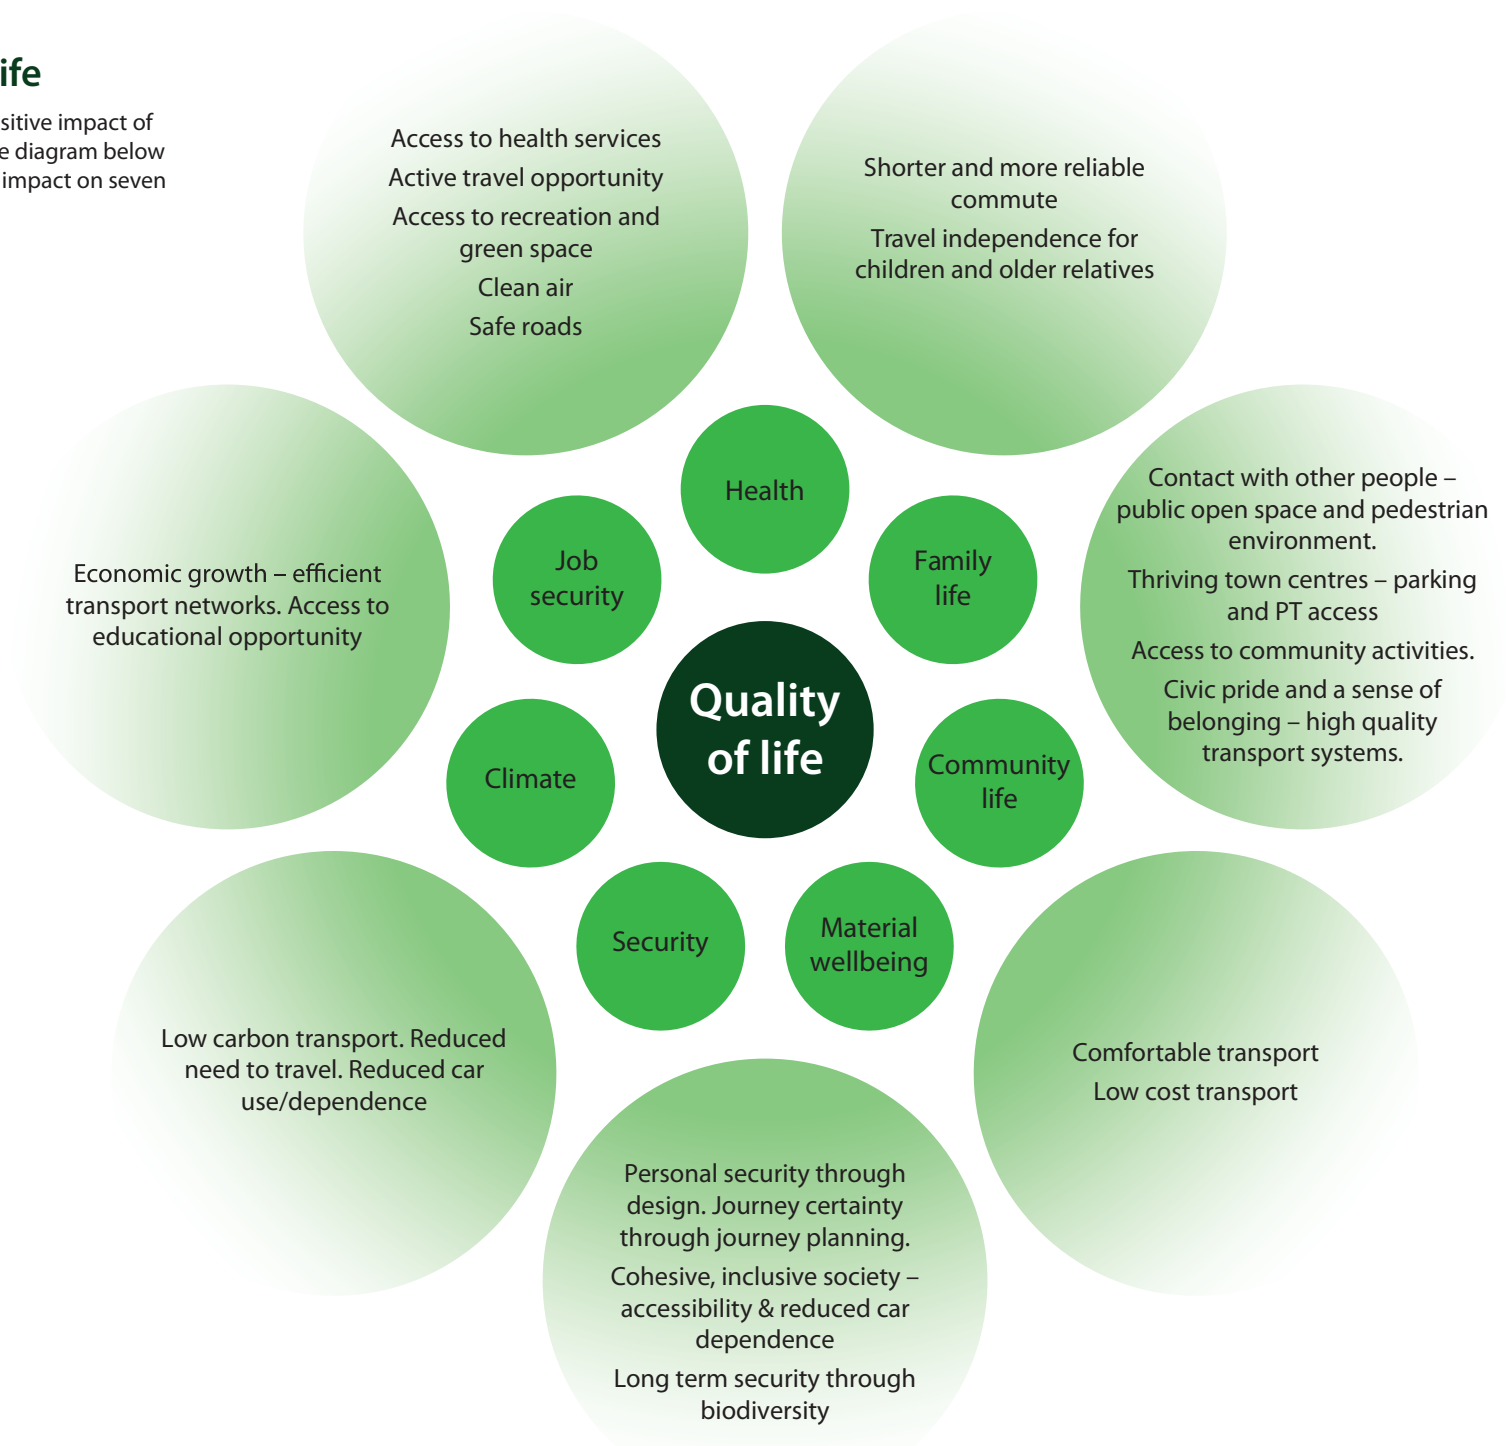 ife
sitive impact of
e diagram below
impact on seven
Access to health services
Active travel opportunity
Access to recreation and
green space
Clean air
Safe roads
Shorter and more reliable
commute
Travel independence for
children and older relatives
Contact with other people –
public open space and pedestrian
environment.
Thriving town centres – parking
and PT access
Access to community activities.
Civic pride and a sense of
belonging – high quality
transport systems.
Economic growth – efficient
transport networks. Access to
educational opportunity
Health
Job
security
Family
life
Quality
of life
Climate
Community
life
Security
Material
wellbeing
Low carbon transport. Reduced
need to travel. Reduced car
use/dependence
Comfortable transport
Low cost transport
Personal security through
design. Journey certainty
through journey planning.
Cohesive, inclusive society –
accessibility & reduced car
dependence
Long term security through
biodiversity